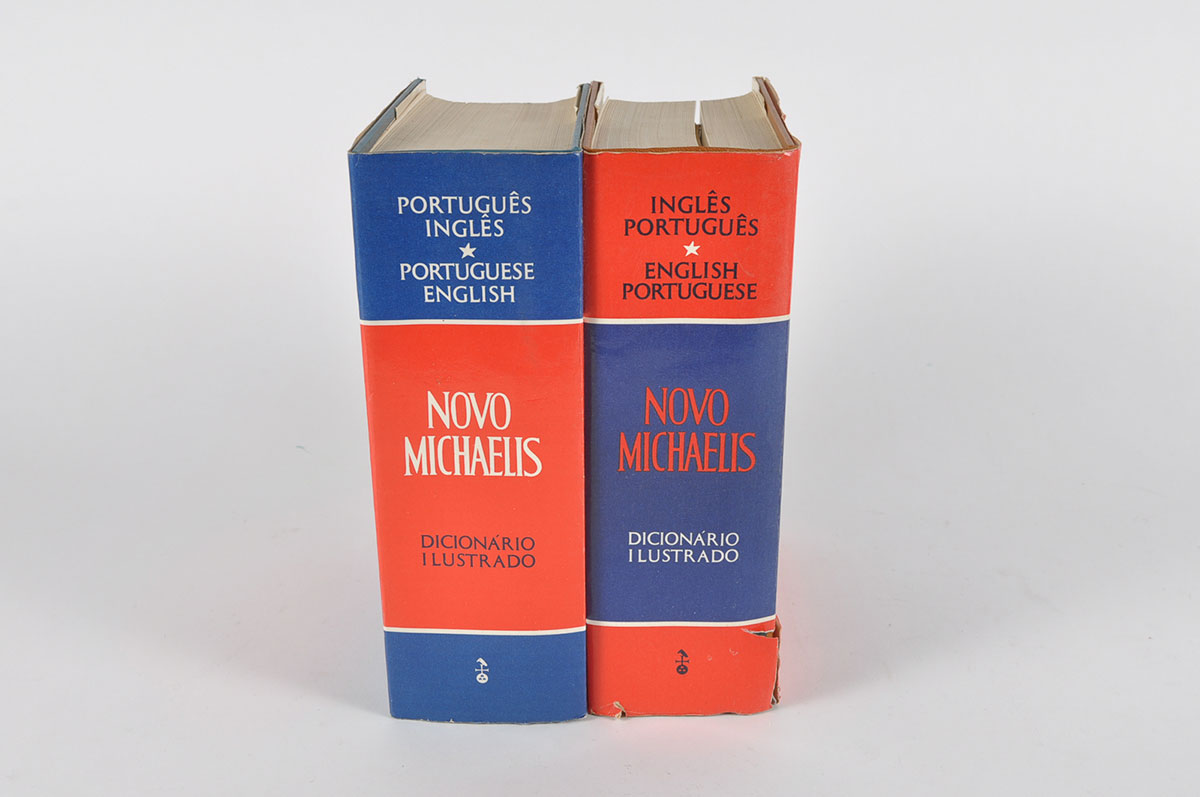 PORTUGUÊS
INGLÊS
PORTUGUESE
ENGLISH
NOVO
MICHAELIS
DICIONÁRIO
ILUSTRADO
INGLÊS
PORTUGUÊS
ENGLISH
PORTUGUESE
NOVO
MICHAELIS
DICIONÁRIO
ILUSTRADO